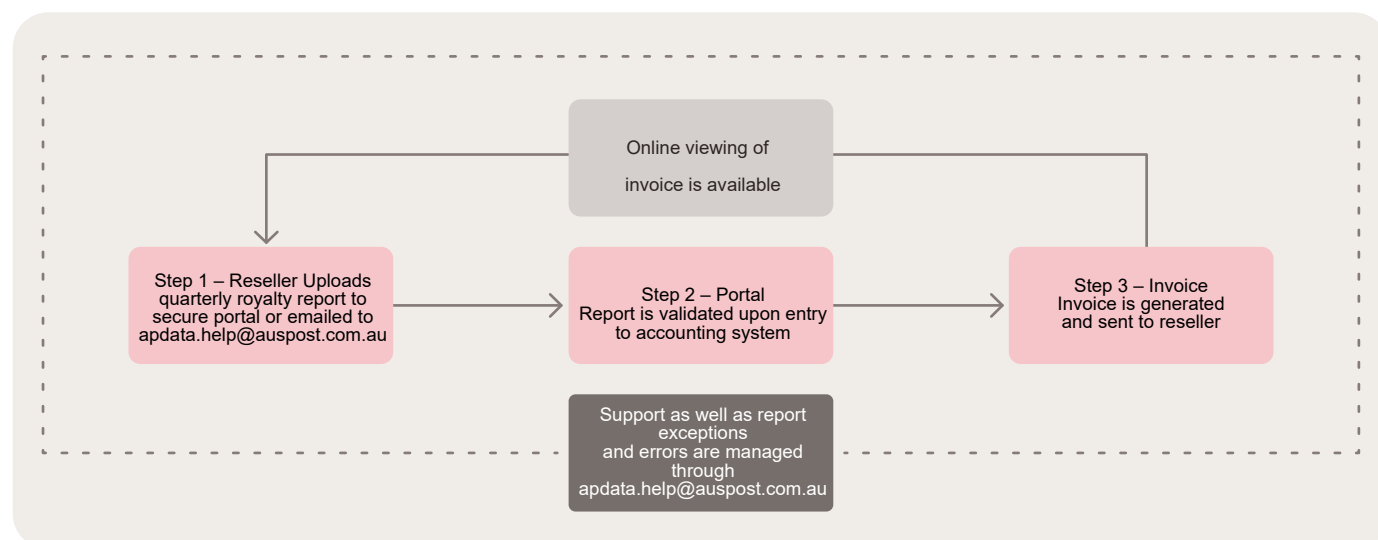 Online viewing of
invoice is available
Step 1 – Reseller Uploads
quarterly royalty report to
secure portal or emailed to
apdata.help@auspost.com.au
Step 2 – Portal
Report is validated upon entry
to accounting system
Step 3 – Invoice
Invoice is generated
and sent to reseller
Support as well as report
exceptions
and errors are managed
through
apdata.help@auspost.com.au